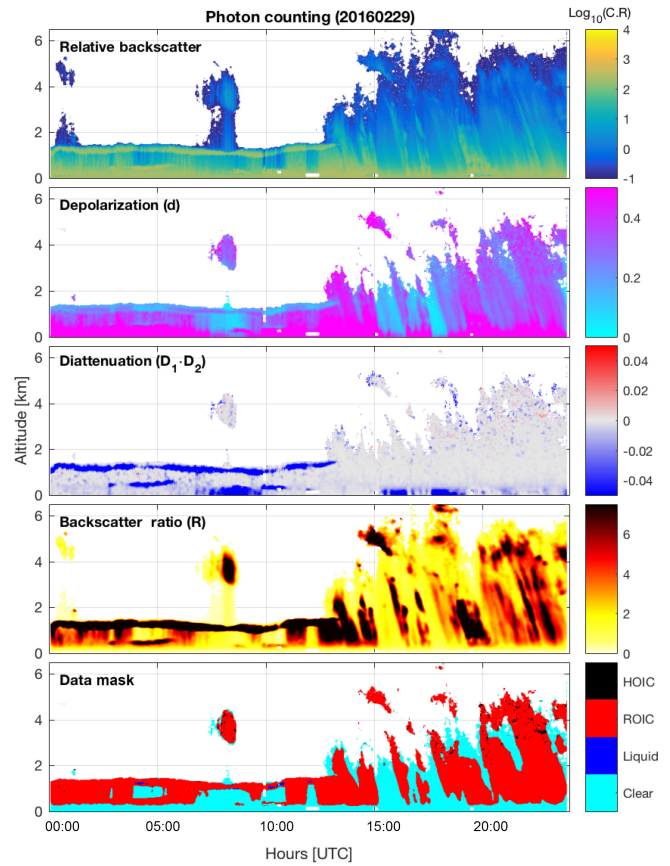 Photon counting (20160229)
Log10(C.R)
Relative backscatter
6
4
2
0
4
3
2
1
0
-1
Depolarization (d)
6
4
2
0
0.4
0.2
0
Diattenuation (D1·D2)
6
4
2
0
0.04
0.02
0
-0.02
-0.04
Altitude [km]
Backscatter ratio (R)
6
4
2
0
6
4
2
0
Data mask
6
4
2
0
HOIC
ROIC
Liquid
Clear
00:00 05:00 10:00 15:00 20:00
Hours [UTC]